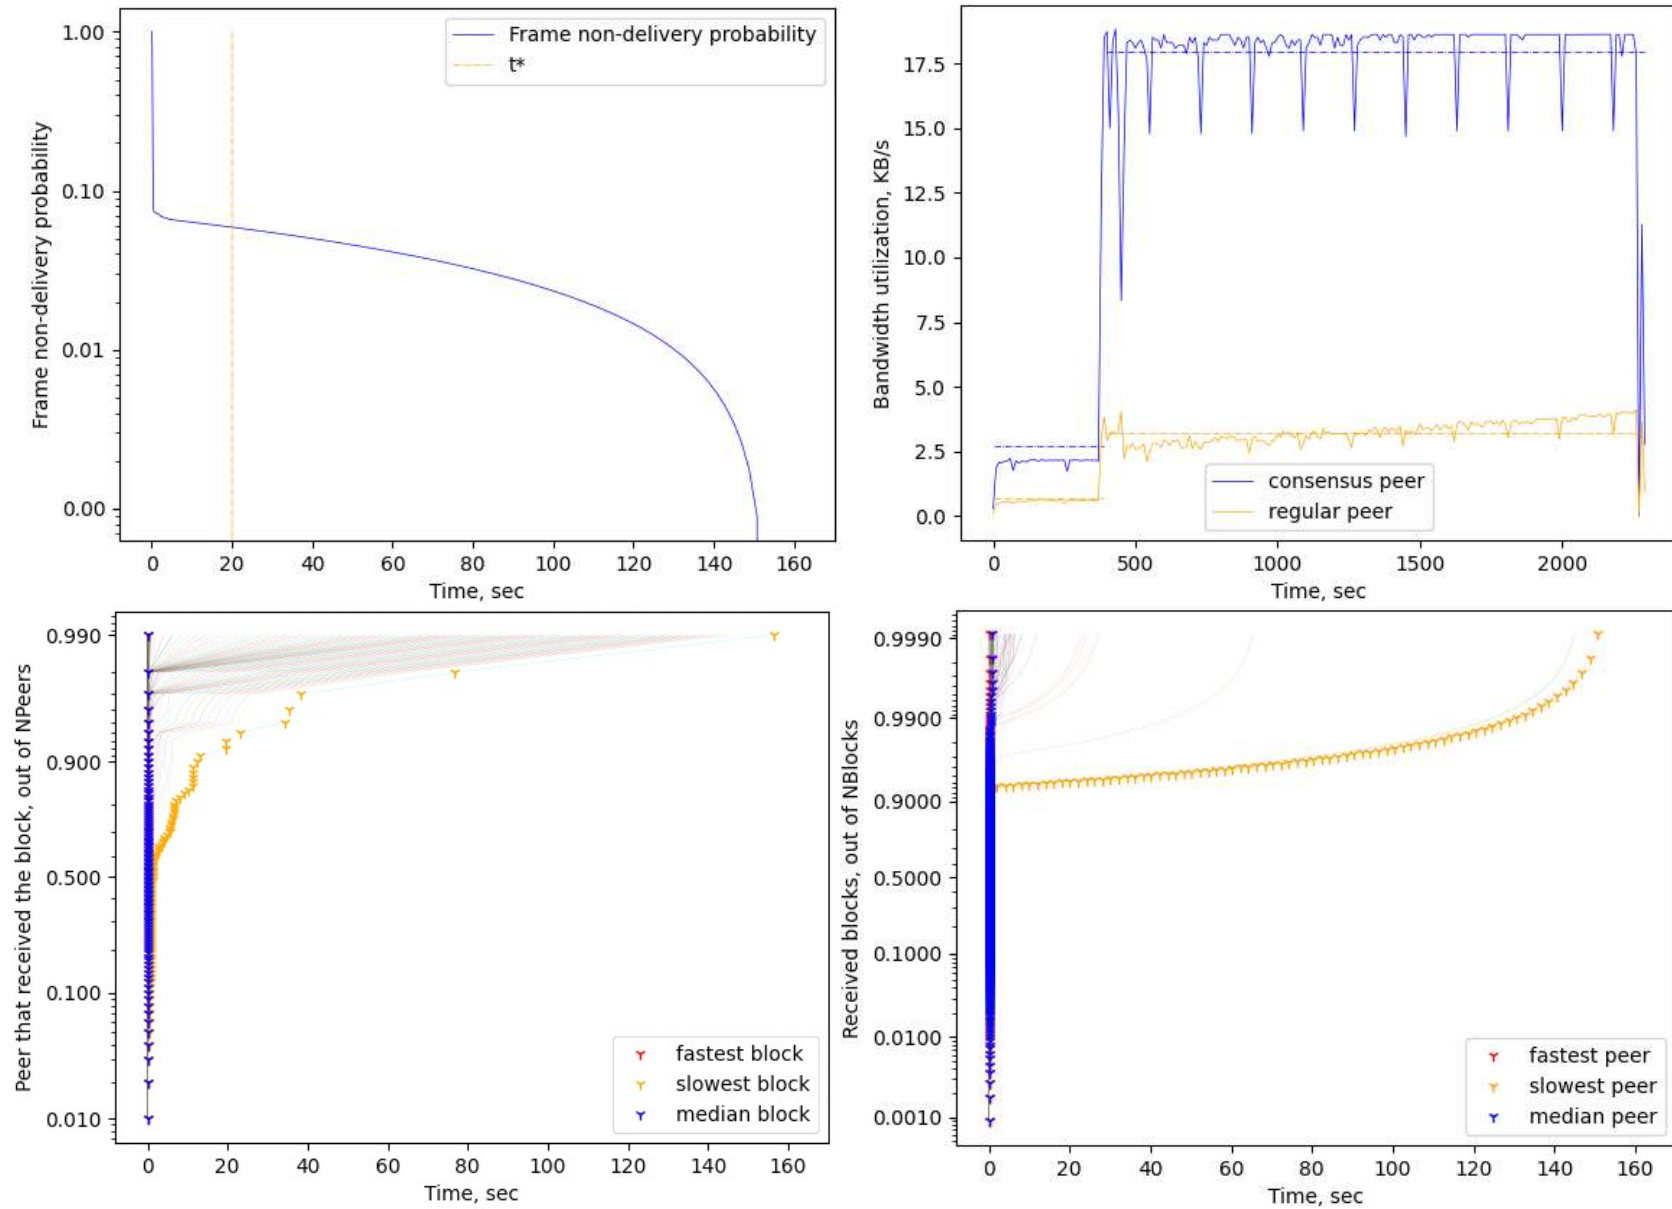 Frame non-delivery probability
1.00
0.10
0.01
0.00
Frame non-delivery probability
t*
0 20 40 60 80 100 120 140 160
Time, sec
Bandwidth utilization, KB/s
17.5
15.0
12.5
10.0
7.5
5.0
2.5
0.0
consensus peer
regular peer
0 500 1000 1500 2000
Time, sec
Peer that received the block, out of NPeers
0.990
0.900
0.500
0.100
0.010
fastest block
slowest block
median block
0 20 40 60 80 100 120 140 160
Time, sec
Received blocks, out of NBlocks
0.9990
0.9900
0.9000
0.5000
0.1000
0.0100
0.0010
fastest peer
slowest peer
median peer
0 20 40 60 80 100 120 140 160
Time, sec